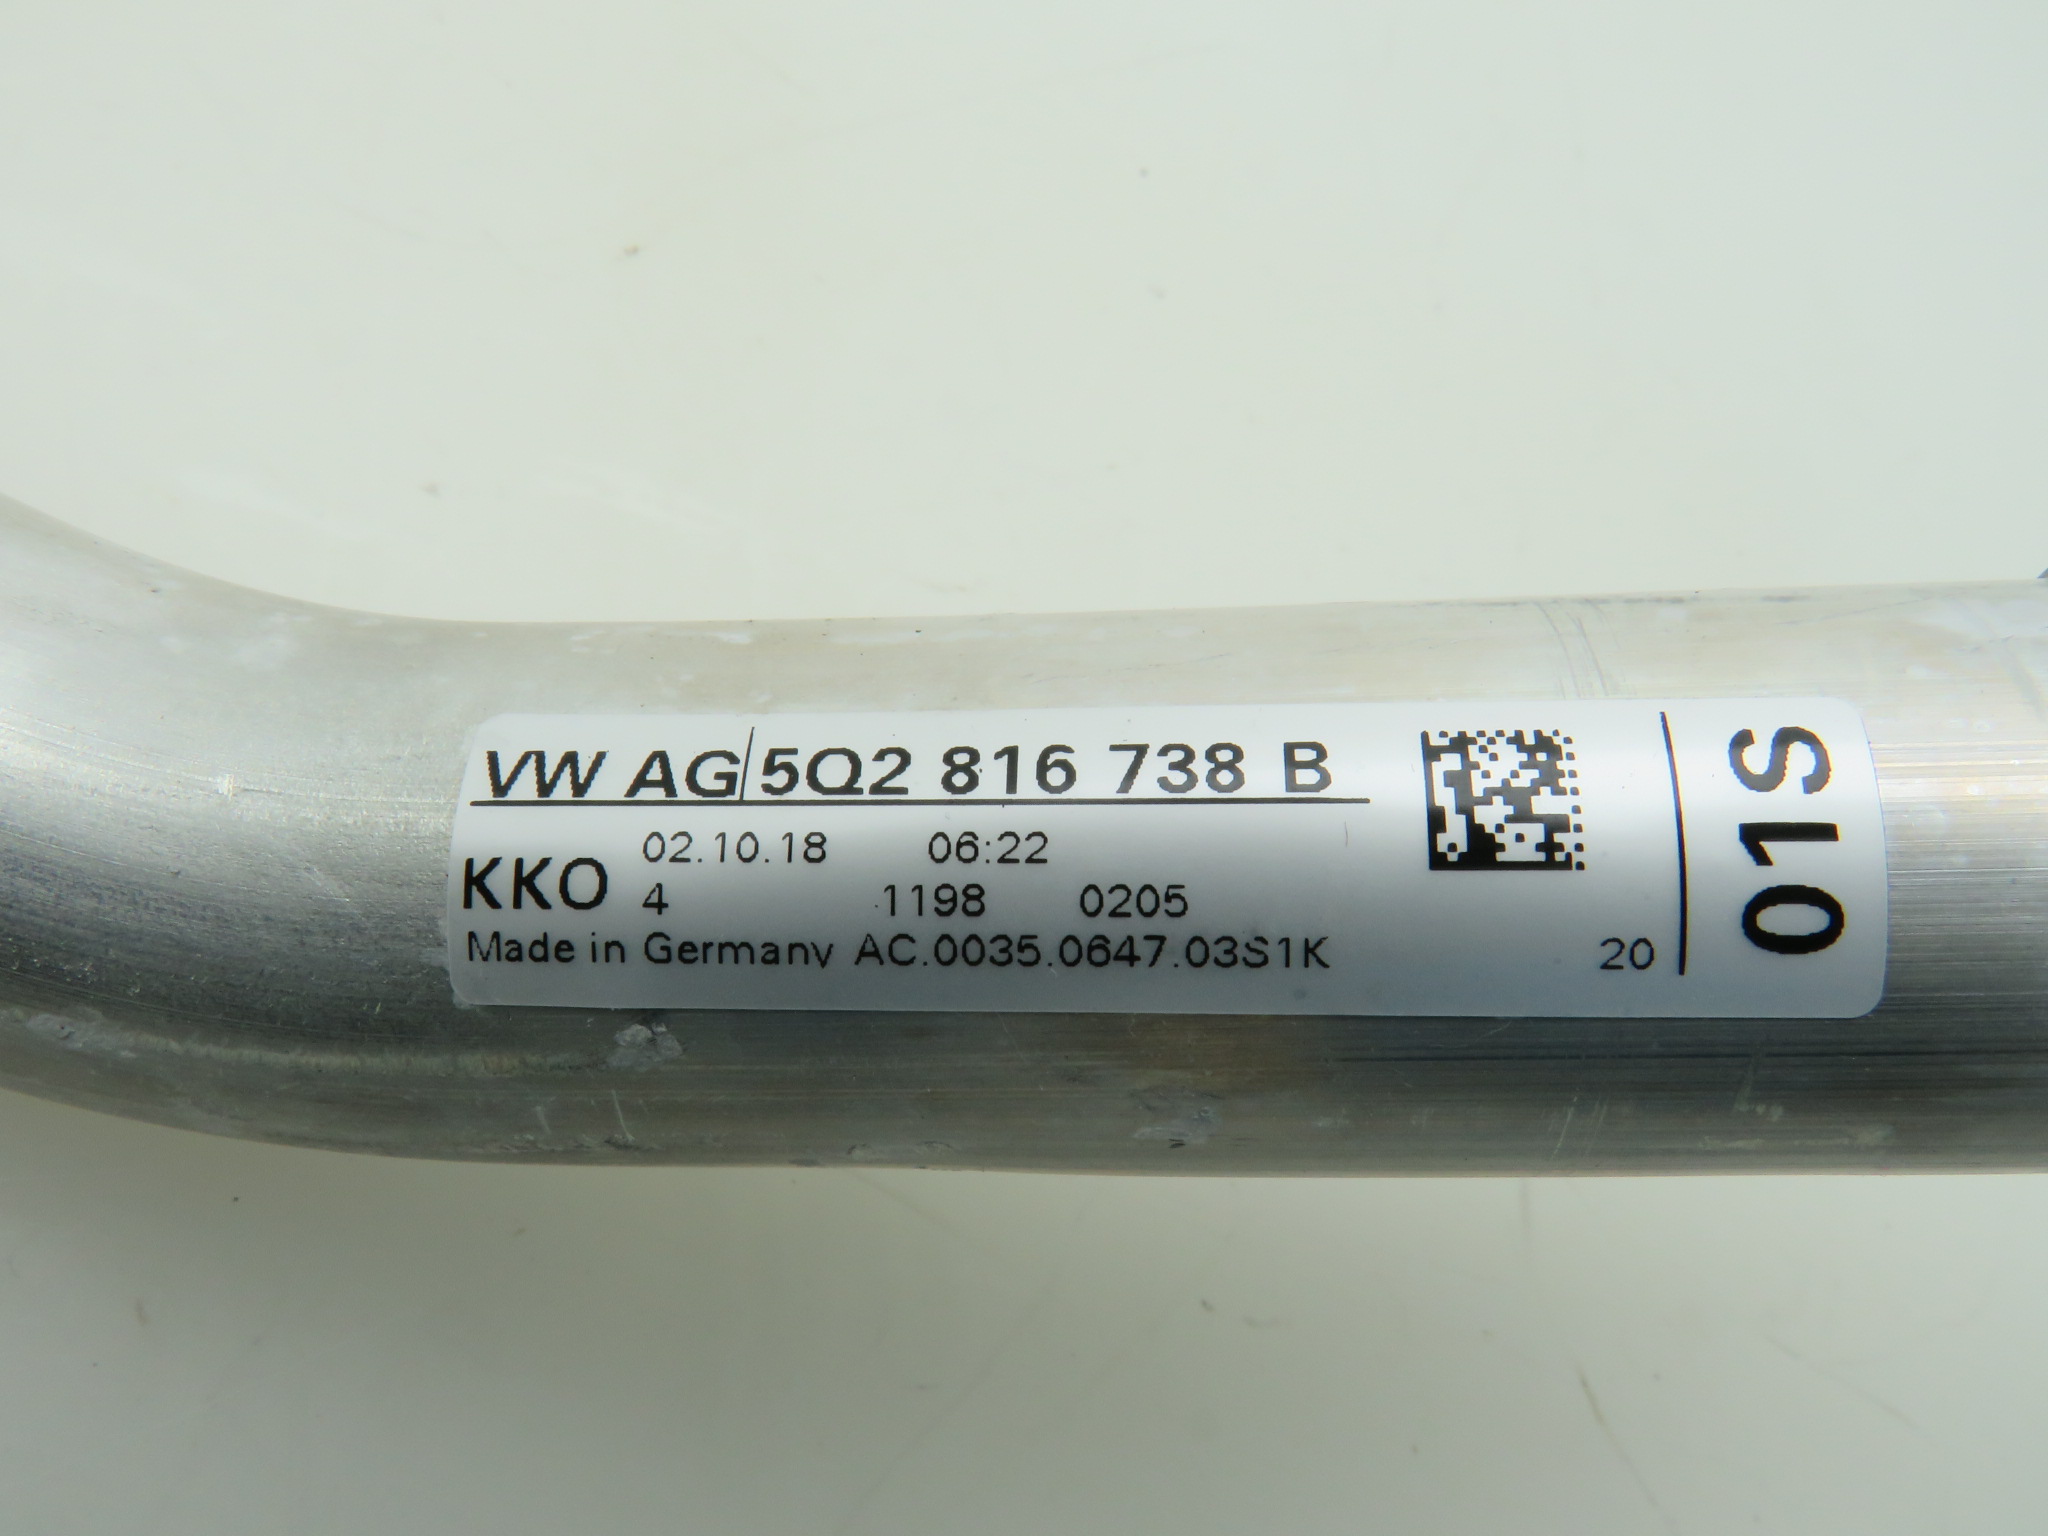 VW AG 5Q2 816 738 B
KKO 02.10.18 06:22
4 1198 0205
Made in Germany AC.0035.0647.03S1K 20
01S